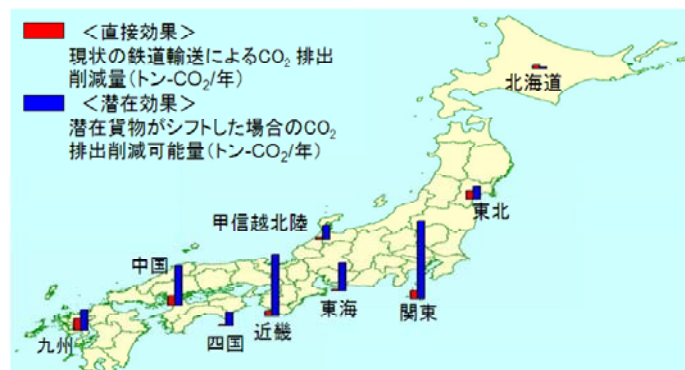 ＜直接効果＞
現状の鉄道輸送によるCO₂ 排出
削減量(トン-CO₂/年)
＜潜在効果＞
潜在貨物がシフトした場合のCO₂
排出削減可能量(トン-CO₂/年)
北海道
東北
甲信越北陸
中国
東海
関東
近畿
四国
九州